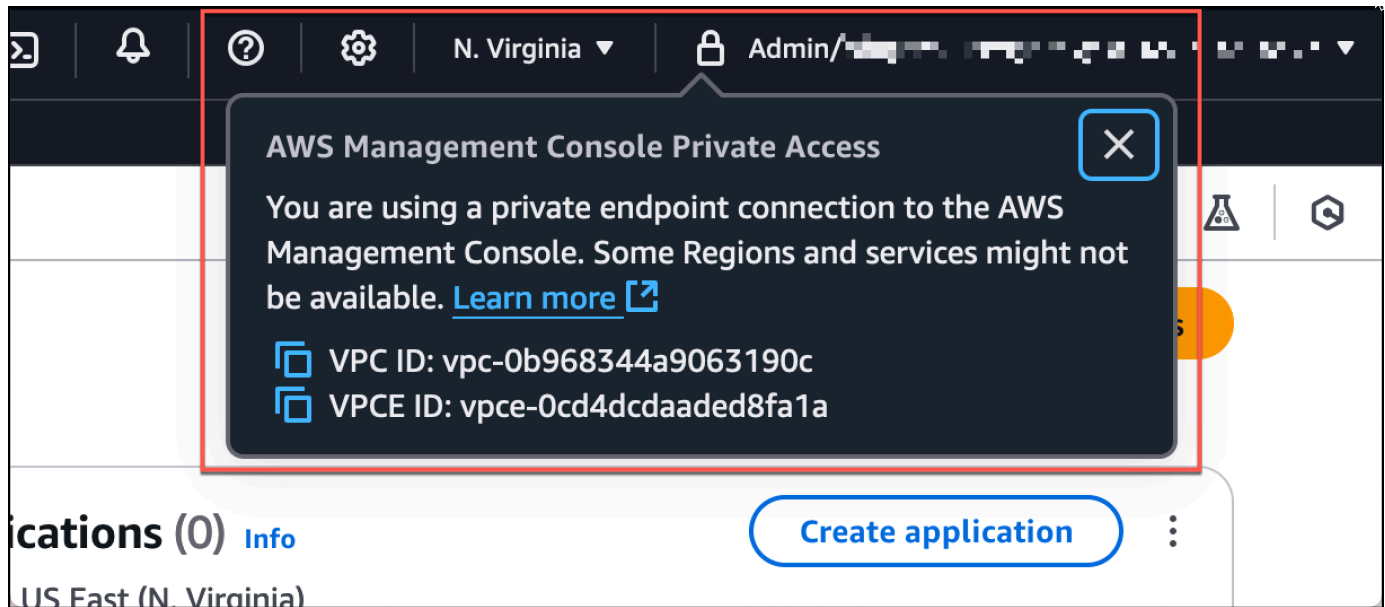 N. Virginia ▼ Admin/
AWS Management Console Private Access
You are using a private endpoint connection to the AWS
Management Console. Some Regions and services might not
be available. Learn more
VPC ID: vpc-0b968344a9063190c
VPCE ID: vpce-0cd4dcdaaded8fa1a
ications (0) Info
Create application
US East (N. Virginia)